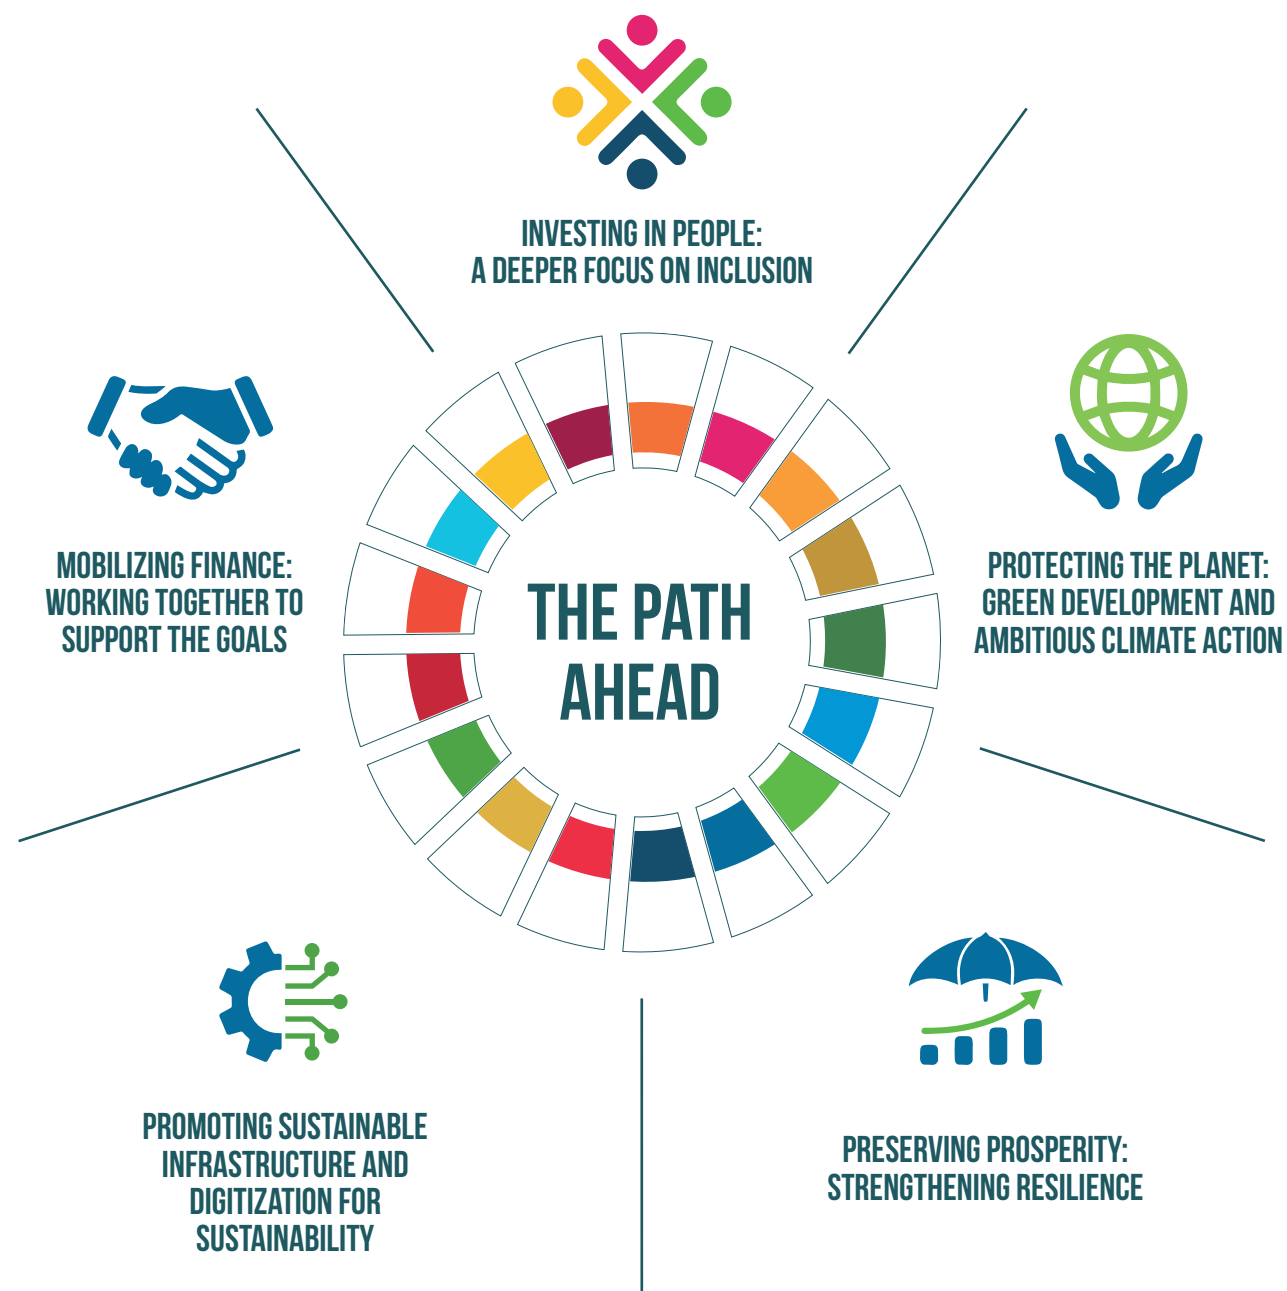 INVESTING IN PEOPLE:
A DEEPER FOCUS ON INCLUSION
MOBILIZING FINANCE:
WORKING TOGETHER TO
SUPPORT THE GOALS
THE PATH
AHEAD
PROTECTING THE PLANET:
GREEN DEVELOPMENT AND
AMBITIOUS CLIMATE ACTION
PROMOTING SUSTAINABLE
INFRASTRUCTURE AND
DIGITIZATION FOR
SUSTAINABILITY
PRESERVING PROSPERITY:
STRENGTHENING RESILIENCE